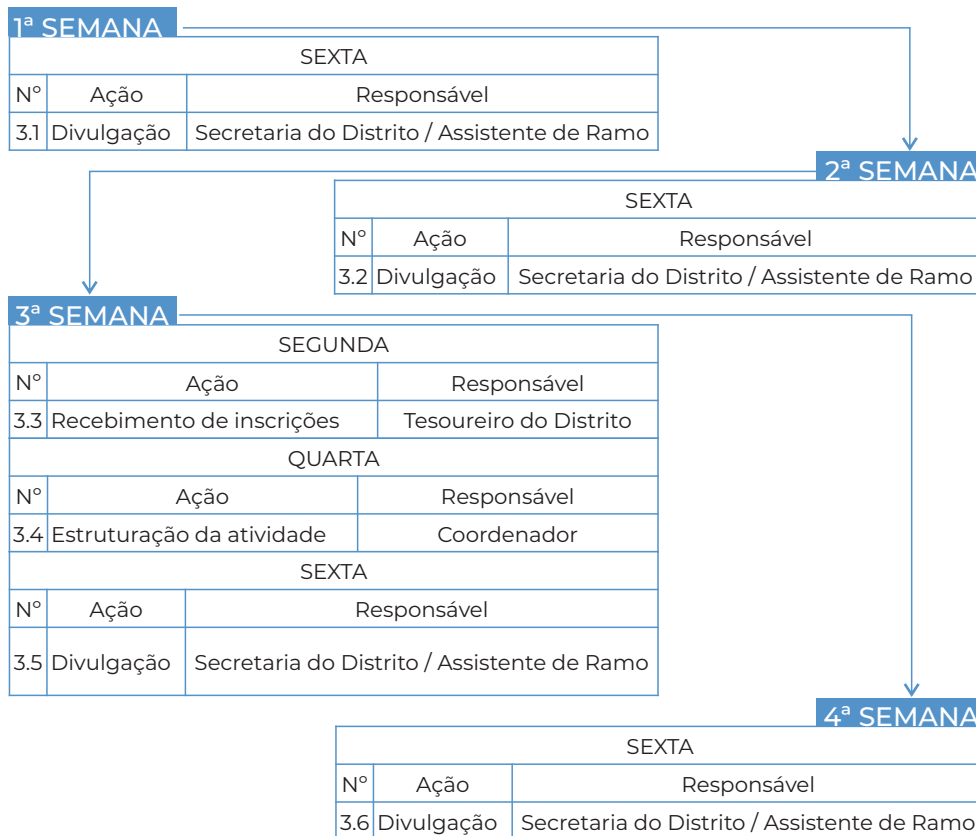 1ª SEMANA
SEXTA
Nº Ação Responsável
3.1 Divulgação Secretaria do Distrito / Assistente de Ramo
2ª SEMANA
SEXTA
Nº Ação Responsável
3.2 Divulgação Secretaria do Distrito / Assistente de Ramo
3ª SEMANA
SEGUNDA
Nº Ação Responsável
3.3 Recebimento de inscrições Tesoureiro do Distrito
QUARTA
Nº Ação Responsável
3.4 Estruturação da atividade Coordenador
SEXTA
Nº Ação Responsável
3.5 Divulgação Secretaria do Distrito / Assistente de Ramo
4ª SEMANA
SEXTA
Nº Ação Responsável
3.6 Divulgação Secretaria do Distrito / Assistente de Ramo